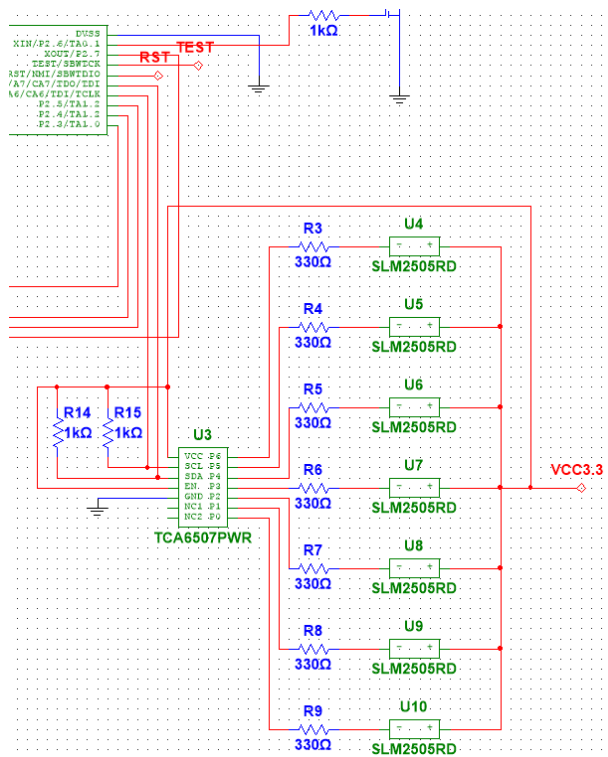 DVSS
XIN/P2.6/TA0.1
XOUT/P2.7
TEST/SBWTCK
RST/NMI/SBWTDIO
/A7/CA7/TDO/TDI
A6/CA6/TDI/TCLK
P2.5/TA1.2
P2.4/TA1.2
P2.3/TA1.0
TEST
RST
1kΩ
R3
330Ω
U4
- +
SLM2505RD
R4
330Ω
U5
- +
SLM2505RD
R5
330Ω
U6
- +
SLM2505RD
R6
330Ω
U7
- +
SLM2505RD
VCC3.3
R7
330Ω
U8
- +
SLM2505RD
R8
330Ω
U9
- +
SLM2505RD
R9
330Ω
U10
- +
SLM2505RD
R14
1kΩ
R15
1kΩ
U3
VCC P6
SCL P5
SDA P4
EN P3
GND P2
NC1 P1
NC2 P0
TCA6507PWR